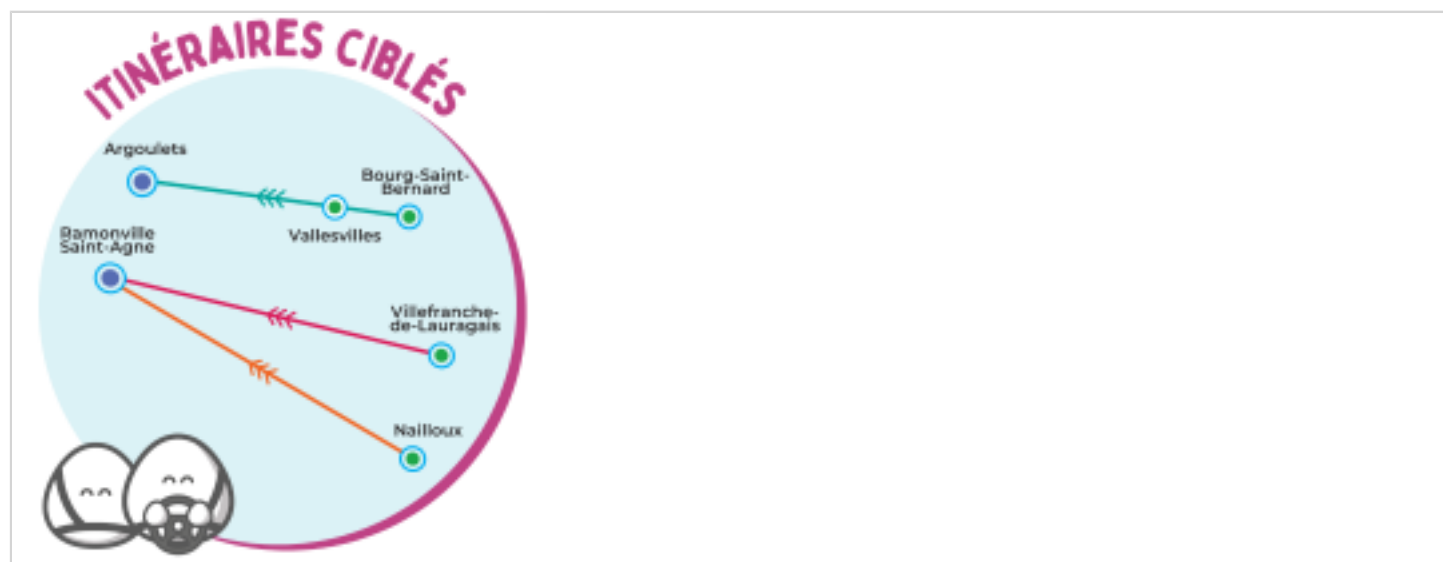 ITINÉRAIRES CIBLÉS
Argoulets
Bourg-Saint-
Bernard
Vallesvilles
Ramonville
Saint-Agne
Villefranche-
de-Lauragais
Nailloux